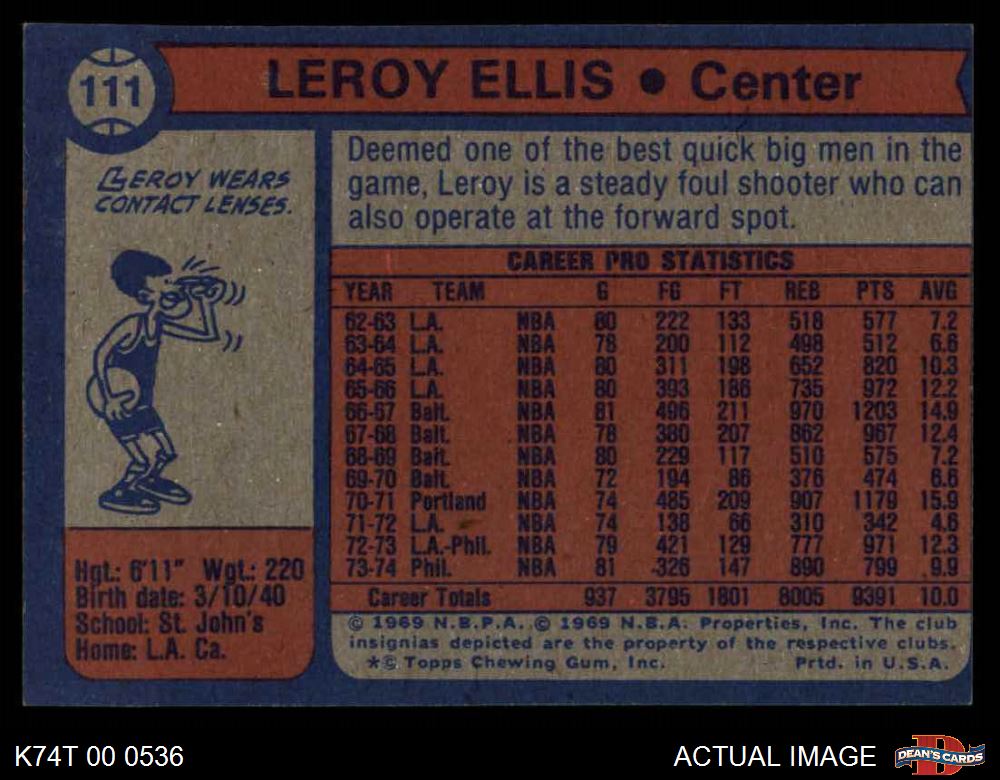 111
LEROY ELLIS • Center
LEROY WEARS
CONTACT LENSES.
Deemed one of the best quick big men in the
game, Leroy is a steady foul shooter who can
also operate at the forward spot.
CAREER PRO STATISTICS
YEAR TEAM G FG FT REB PTS AVG
62-63 L.A. NBA 80 222 133 518 577 7.2
63-64 L.A. NBA 78 200 112 498 512 6.6
64-65 L.A. NBA 80 311 198 652 820 10.3
65-66 L.A. NBA 80 393 186 735 972 12.2
66-67 Balt. NBA 81 496 211 970 1203 14.9
67-68 Balt. NBA 78 380 207 862 967 12.4
68-69 Balt. NBA 80 229 117 510 575 7.2
69-70 Balt. NBA 72 194 86 376 474 6.6
70-71 Portland NBA 74 485 209 907 1179 15.9
71-72 L.A. NBA 74 138 66 310 342 4.6
72-73 L.A.-Phil. NBA 79 421 129 777 971 12.3
73-74 Phil. NBA 81 326 147 890 799 9.9
Career Totals 937 3795 1801 8005 9391 10.0
Hgt.: 6'11" Wgt.: 220
Birth date: 3/10/40
School: St. John's
Home: L.A. Ca.
© 1969 N.B.P.A. © 1969 N.B.A. Properties, Inc. The club
insignias depicted are the property of the respective clubs.
*© Topps Chewing Gum, Inc. Prtd. in U.S.A.
K74T 00 0536
ACTUAL IMAGE
D
DEAN'S CARDS